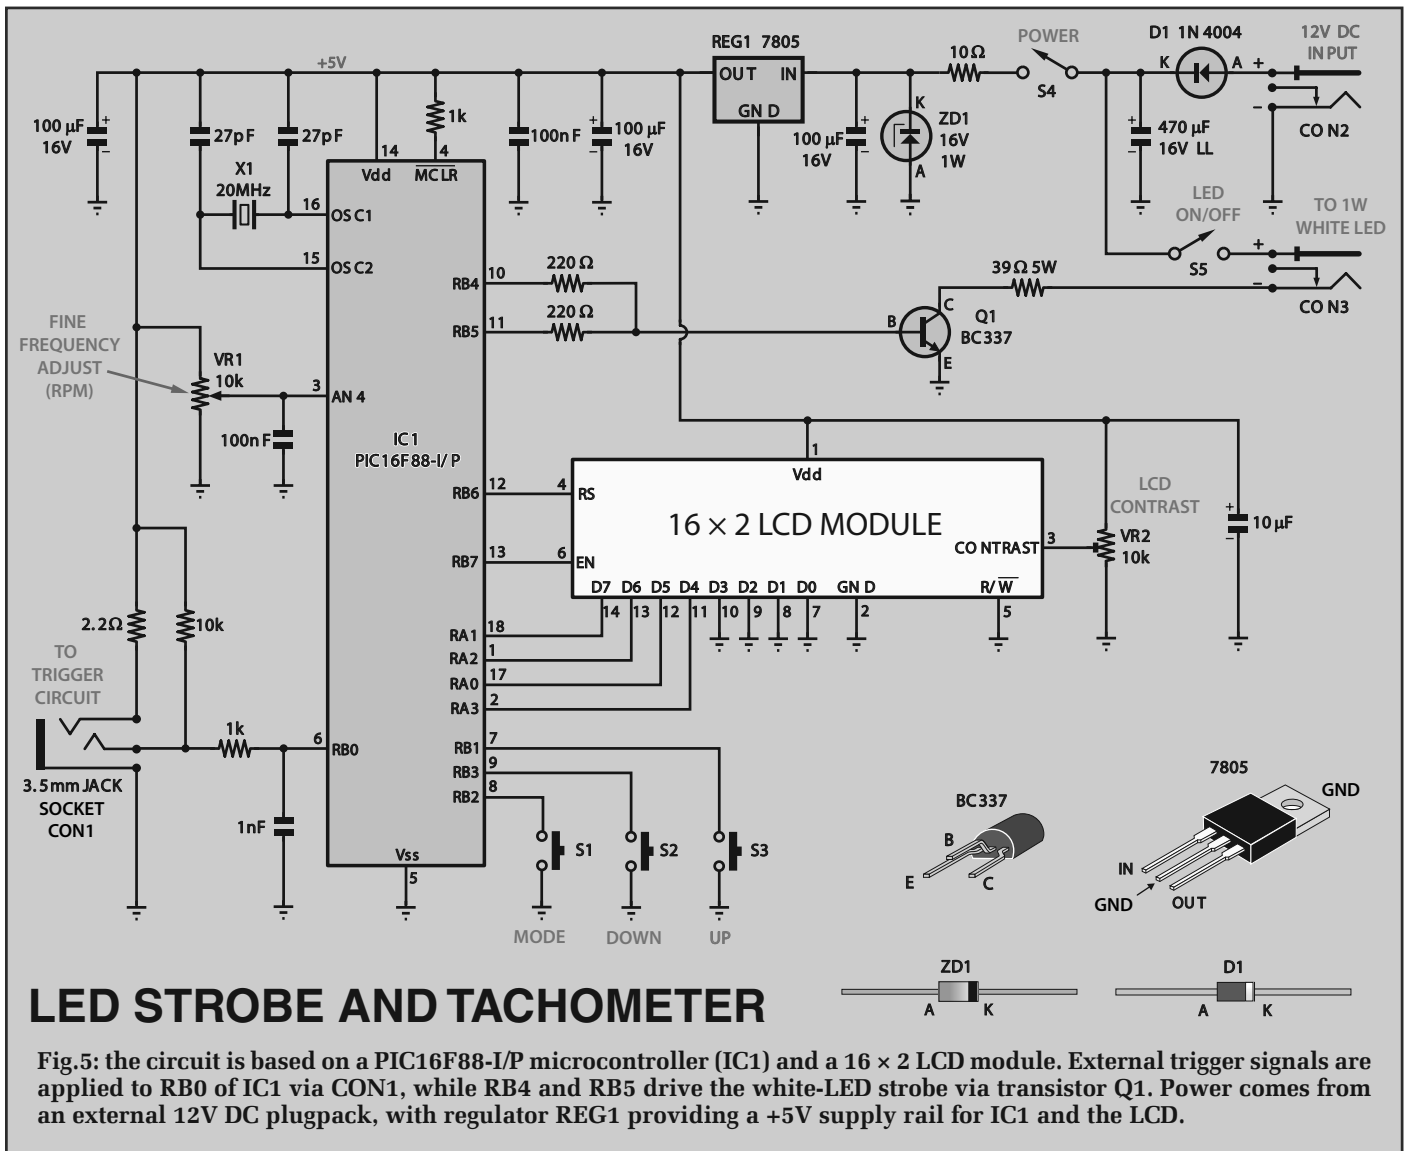 REG1 7805
OUT IN
GND
10Ω
POWER
S4
D1 1N4004
K A +
12V DC
INPUT
–
CON2
+5V
100µF
16V
+
–
27pF
27pF
1k
100nF
+
100µF
16V
–
100µF
16V
+
–
K
ZD1
16V
1W
A
+
470µF
16V LL
–
X1
20MHz
14
Vdd
4
MCLR
16
OSC1
15
OSC2
LED
ON/OFF
S5
TO 1W
WHITE LED
+
–
CON3
RB4 10
220Ω
RB5 11
220Ω
39Ω 5W
B
C
Q1
BC337
E
FINE
FREQUENCY
ADJUST
(RPM)
VR1
10k
3
AN4
100nF
IC1
PIC16F88-I/P
RB6 12
4 RS
RB7 13
6 EN
1
Vdd
16 × 2 LCD MODULE
CONTRAST
3
LCD
CONTRAST
VR2
10k
+
10µF
–
D7 D6 D5 D4 D3 D2 D1 D0 GND R/W
14 13 12 11 10 9 8 7 2 5
2.2Ω
10k
TO
TRIGGER
CIRCUIT
RA1 18
RA2 1
RA0 17
RA3 2
1k
6
RB0
RB1 7
RB3 9
RB2 8
3.5mm JACK
SOCKET
CON1
1nF
Vss
5
S1
S2
S3
MODE
DOWN
UP
BC337
B
E
C
7805
GND
IN
GND
OUT
ZD1
A K
D1
A K
LED STROBE AND TACHOMETER
Fig.5: the circuit is based on a PIC16F88-I/P microcontroller (IC1) and a 16 × 2 LCD module. External trigger signals are
applied to RB0 of IC1 via CON1, while RB4 and RB5 drive the white-LED strobe via transistor Q1. Power comes from
an external 12V DC plugpack, with regulator REG1 providing a +5V supply rail for IC1 and the LCD.